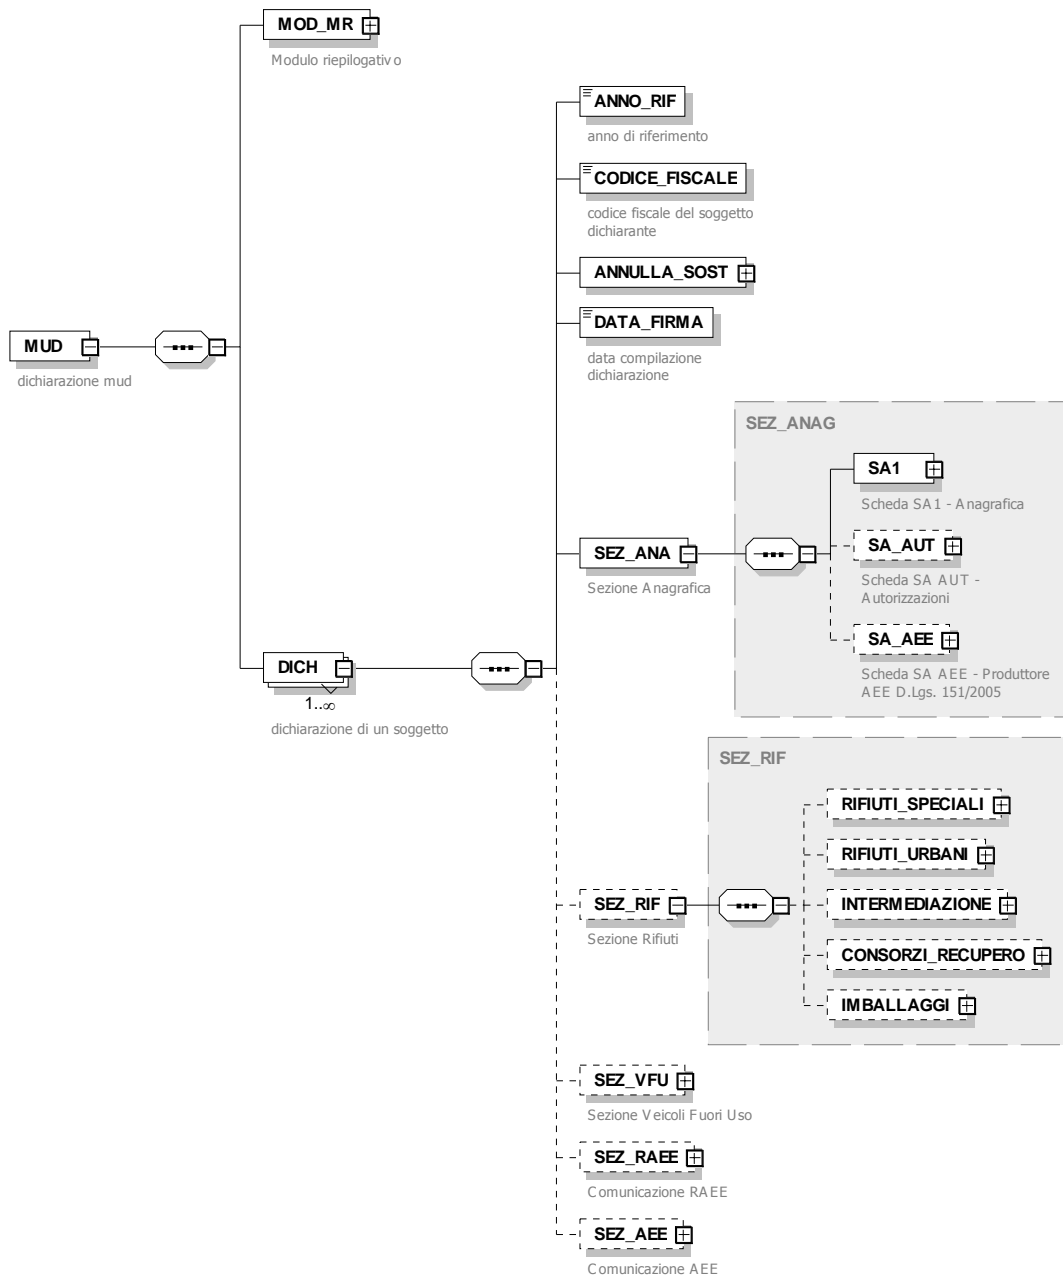 MOD_MR
Modulo riepilogativo
ANNO_RIF
anno di riferimento
CODICE_FISCALE
codice fiscale del soggetto
dichiarante
ANNULLA_SOST
DATA_FIRMA
data compilazione
dichiarazione
MUD
dichiarazione mud
SEZ_ANAG
SA1
Scheda SA1 - Anagrafica
SA_AUT
Scheda SA AUT -
Autorizzazioni
SA_AEE
Scheda SA AEE - Produttore
AEE D.Lgs. 151/2005
SEZ_ANA
Sezione Anagrafica
DICH
1..∞
dichiarazione di un soggetto
SEZ_RIF
RIFIUTI_SPECIALI
RIFIUTI_URBANI
INTERMEDIAZIONE
CONSORZI_RECUPERO
IMBALLAGGI
SEZ_RIF
Sezione Rifiuti
SEZ_VFU
Sezione Veicoli Fuori Uso
SEZ_RAEE
Comunicazione RAEE
SEZ_AEE
Comunicazione AEE